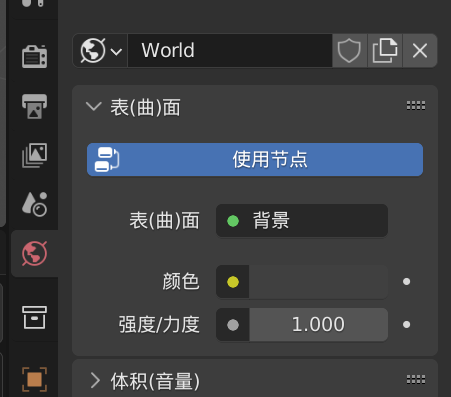 World
表(曲)面
使用节点
表(曲)面 背景
颜色
强度/力度 1.000
体积(音量)